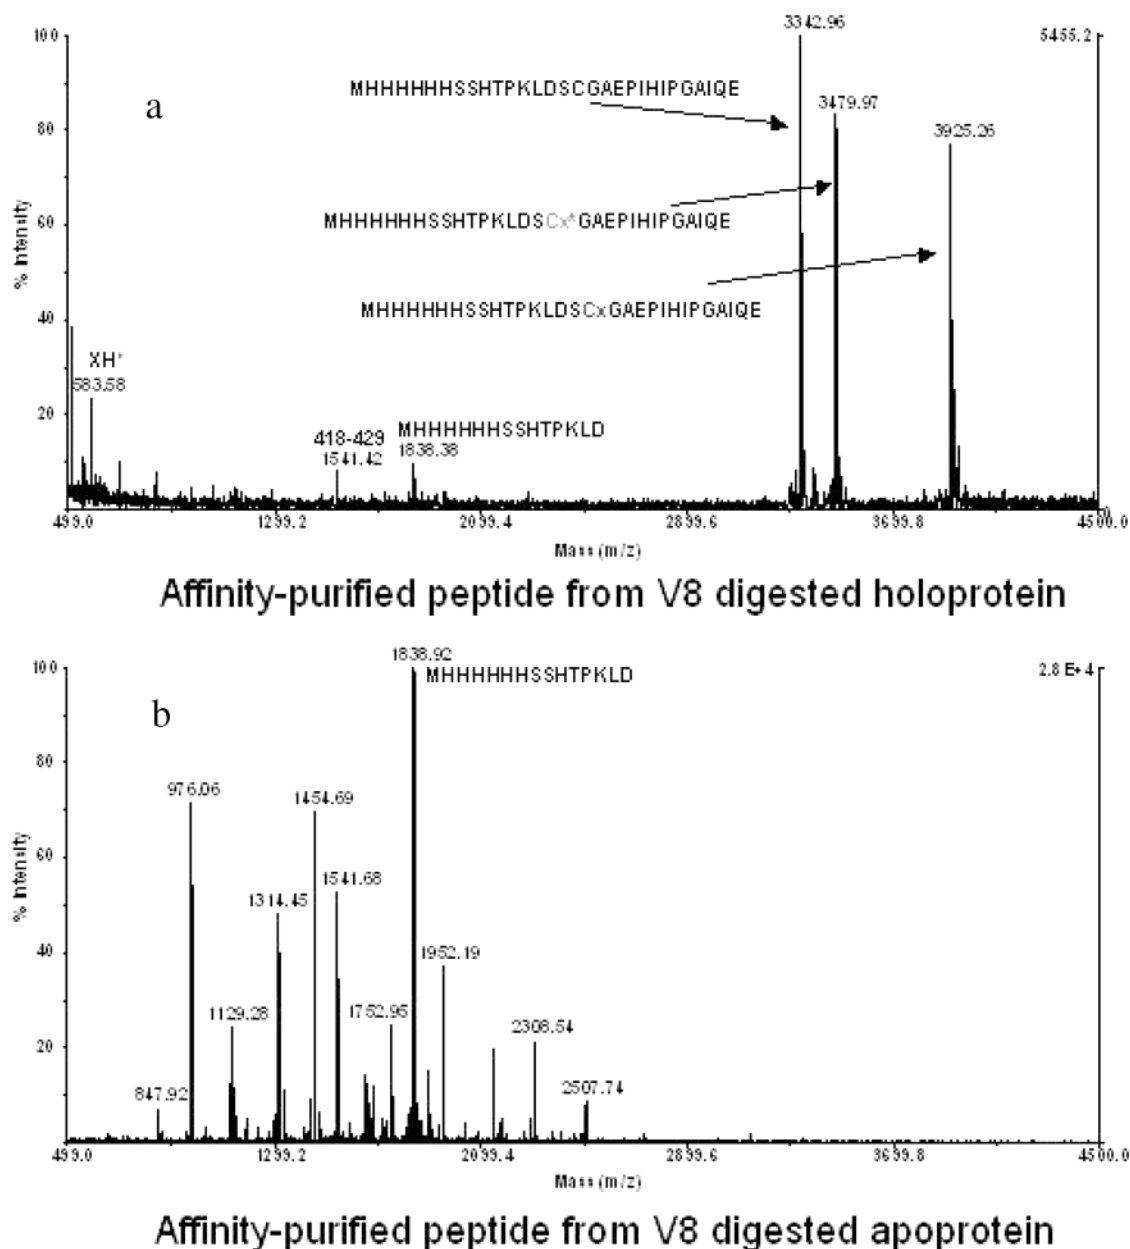 a
100
80
60
40
20
% Intensity
3342.96
5455.2
MHHHHHHSSHTPKLDSCGAEPIHIPGAIQE
3479.97
3925.26
MHHHHHHSSHTPKLDSCx*GAEPIHIPGAIQE
MHHHHHHSSHTPKLDSCxGAEPIHIPGAIQE
XH⁺
583.58
418-429
1541.42
MHHHHHHSSHTPKLD
1838.38
0
499.0 1299.2 2099.4 2899.6 3699.8 4500.0
Mass (m/z)
Affinity-purified peptide from V8 digested holoprotein
b
100
80
60
40
20
% Intensity
1838.92
MHHHHHHSSHTPKLD
2.8 E+4
976.06
1454.69
1314.45
1541.68
1952.19
1129.28
1752.95
2308.54
847.92
2507.74
499.0 1299.2 2099.4 2899.6 3699.8 4500.0
Mass (m/z)
Affinity-purified peptide from V8 digested apoprotein